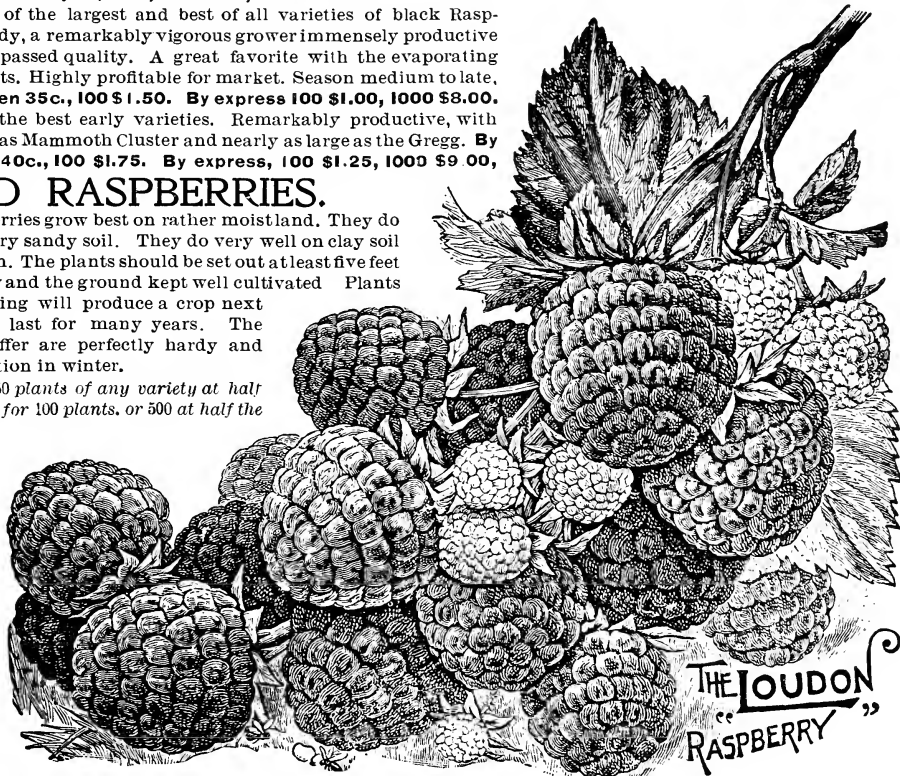 of the largest and best of all varieties of black Rasp-
dy, a remarkably vigorous grower immensely productive
passed quality. A great favorite with the evaporating
ts. Highly profitable for market. Season medium to late,
en 35c., 100 $1.50. By express 100 $1.00, 1000 $8.00.
the best early varieties. Remarkably productive, with
as Mammoth Cluster and nearly as large as the Gregg. By
40c., 100 $1.75. By express, 100 $1.25, 1000 $9 00,
D RASPBERRIES.
rries grow best on rather moist land. They do
ry sandy soil. They do very well on clay soil
n. The plants should be set out at least five feet
and the ground kept well cultivated Plants
ing will produce a crop next
last for many years. The
ffer are perfectly hardy and
tion in winter.
50 plants of any variety at half
for 100 plants. or 500 at half the
THE LOUDON
"RASPBERRY"